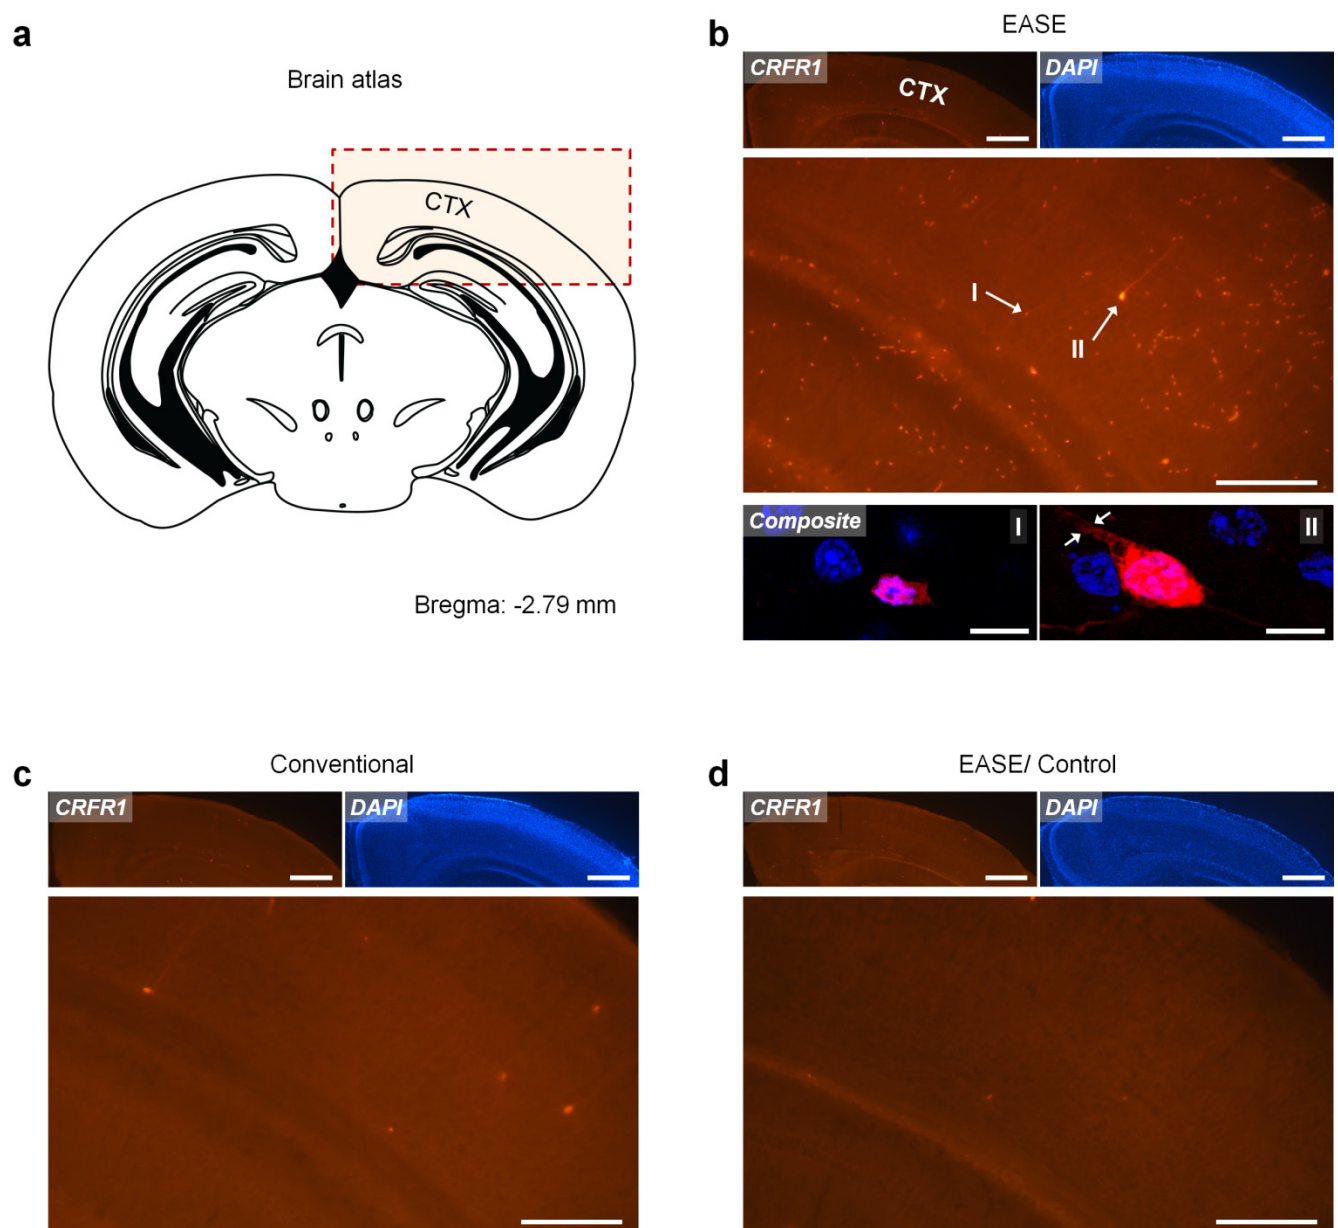 a
Brain atlas
CTX
Bregma: -2.79 mm
b
EASE
CRFR1
CTX
DAPI
I
II
Composite
I
II
c
Conventional
CRFR1
DAPI
d
EASE/ Control
CRFR1
DAPI